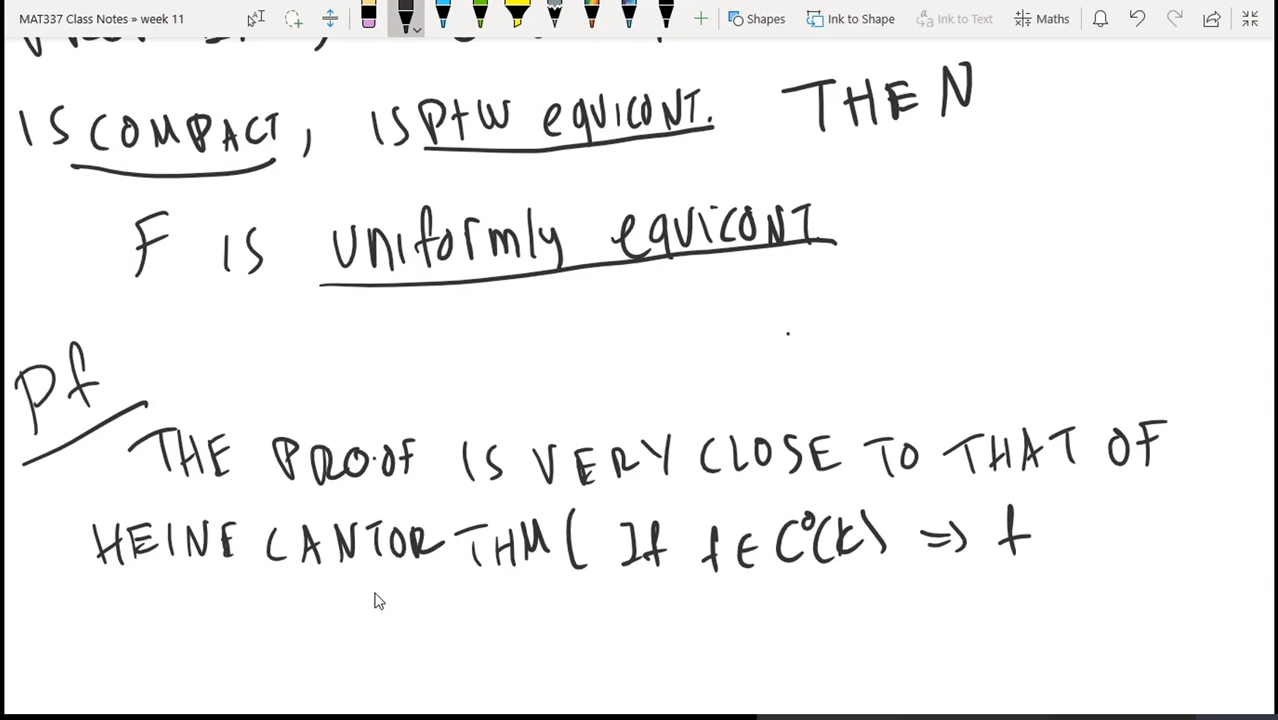 MAT337 Class Notes » week 11
Shapes
Ink to Shape
Ink to Text
Maths
IS COMPACT, IS PtW equICONT. THEN
F IS uniformly equiCONT
Pf
THE PROOF IS VERY CLOSE TO THAT OF
HEINE CANTOR THM ( If f ∈ C⁰(K) => f